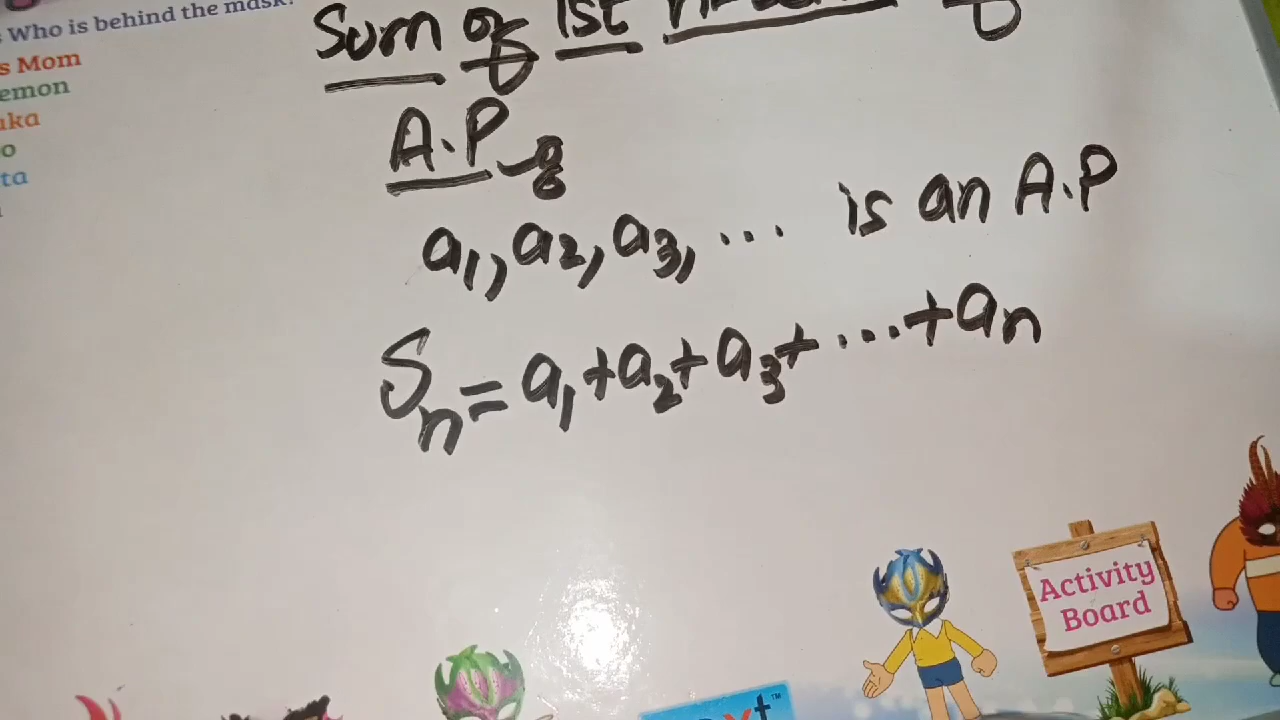 Who is behind the mask?
s Mom
emon
uka
o
ta
Sum of 1st
A.P
a₁, a₂, a₃, ... is an A.P
Sₙ = a₁ + a₂ + a₃ + ... + aₙ
Activity
Board